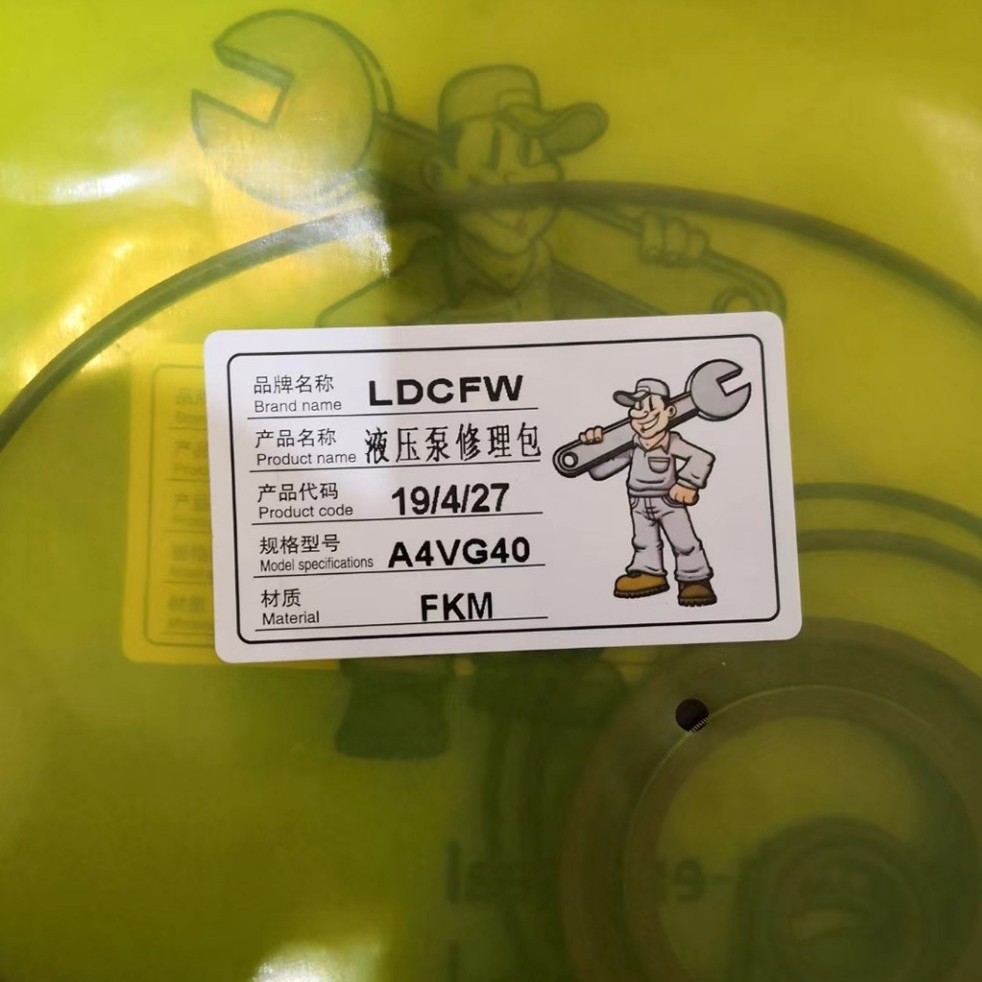 品牌名称 LDCFW
Brand name
产品名称 液压泵修理包
Product name
产品代码 19/4/27
Product code
规格型号 A4VG40
Model specifications
材质 FKM
Material